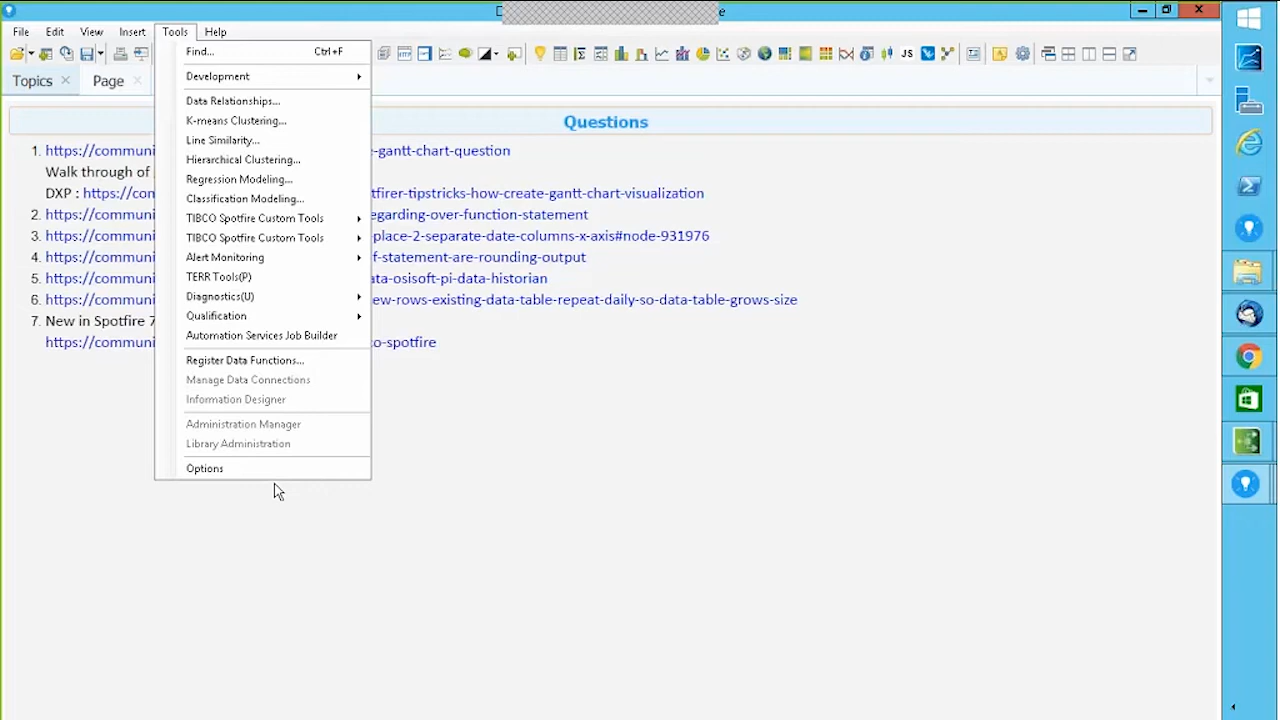 File Edit View Insert Tools Help
Find... Ctrl+F
JS
Topics Page
Development
Data Relationships...
K-means Clustering...
Line Similarity...
Hierarchical Clustering...
Regression Modeling...
Classification Modeling...
TIBCO Spotfire Custom Tools
TIBCO Spotfire Custom Tools
Alert Monitoring
TERR Tools(P)
Diagnostics(U)
Qualification
Automation Services Job Builder
Register Data Functions...
Manage Data Connections
Information Designer
Administration Manager
Library Administration
Options
Questions
1. https://communi e-gantt-chart-question
Walk through of
DXP : https://com tfirer-tipstricks-how-create-gantt-chart-visualization
2. https://communi egarding-over-function-statement
3. https://communi place-2-separate-date-columns-x-axis#node-931976
4. https://communi f-statement-are-rounding-output
5. https://communi ata-osisoft-pi-data-historian
6. https://communi ew-rows-existing-data-table-repeat-daily-so-data-table-grows-size
7. New in Spotfire 7
https://communi o-spotfire